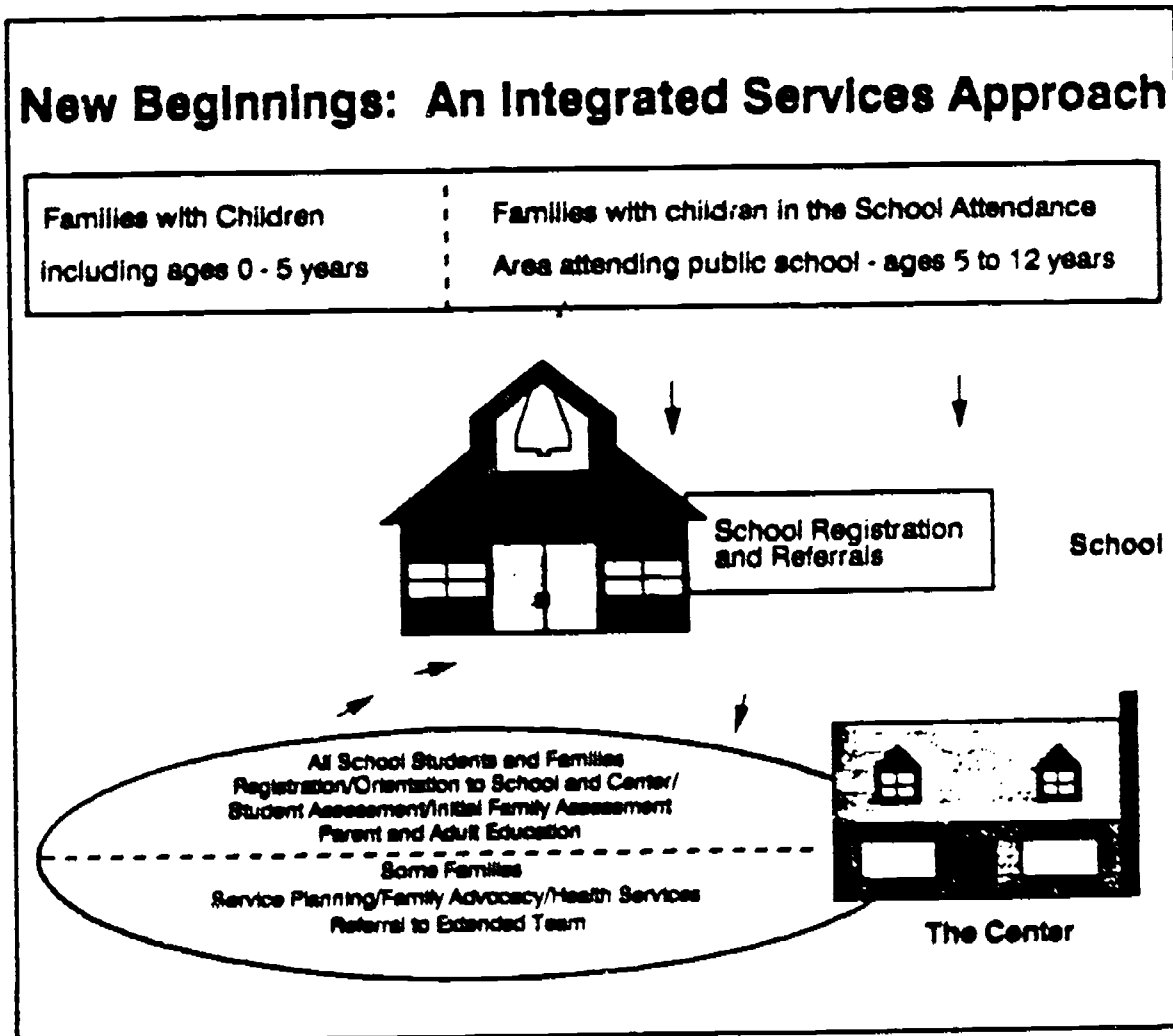 New Beginnings: An Integrated Services Approach
Families with Children
including ages 0 - 5 years
Families with children in the School Attendance
Area attending public school - ages 5 to 12 years
School Registration
and Referrals
School
All School Students and Families
Registration/Orientation to School and Center/
Student Assessment/Initial Family Assessment
Parent and Adult Education
Some Families
Service Planning/Family Advocacy/Health Services
Referral to Extended Team
The Center